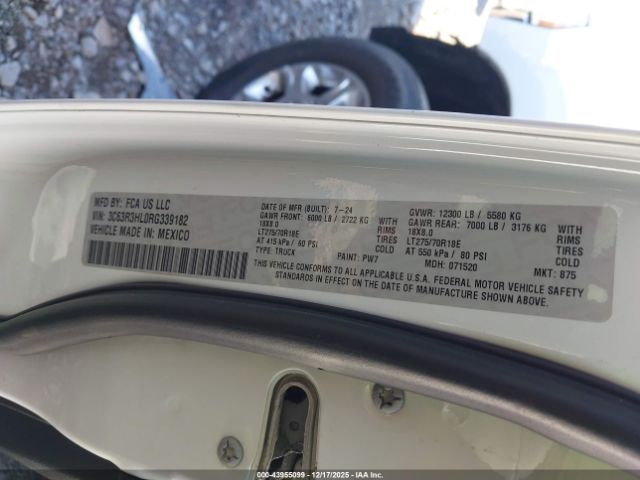 MFD BY: FCA US LLC
VIN: 3C63R3HL0RG339182
VEHICLE MADE IN: MEXICO
DATE OF MFR (BUILT): 7-24
GAWR FRONT: 6000 LB / 2722 KG
18X8.0 RIMS
LT275/70R18E TIRES
AT 415 kPa / 60 PSI COLD
TYPE: TRUCK PAINT: PW7
WITH
GVWR: 12300 LB / 5580 KG
GAWR REAR: 7000 LB / 3176 KG
18X8.0 RIMS
LT275/70R18E TIRES
AT 550 kPa / 80 PSI COLD
MDH: 071520 MKT: 875
WITH
THIS VEHICLE CONFORMS TO ALL APPLICABLE U.S.A. FEDERAL MOTOR VEHICLE SAFETY
STANDARDS IN EFFECT ON THE DATE OF MANUFACTURE SHOWN ABOVE.
00-43955099 - 12/17/2025 - IAA Inc.